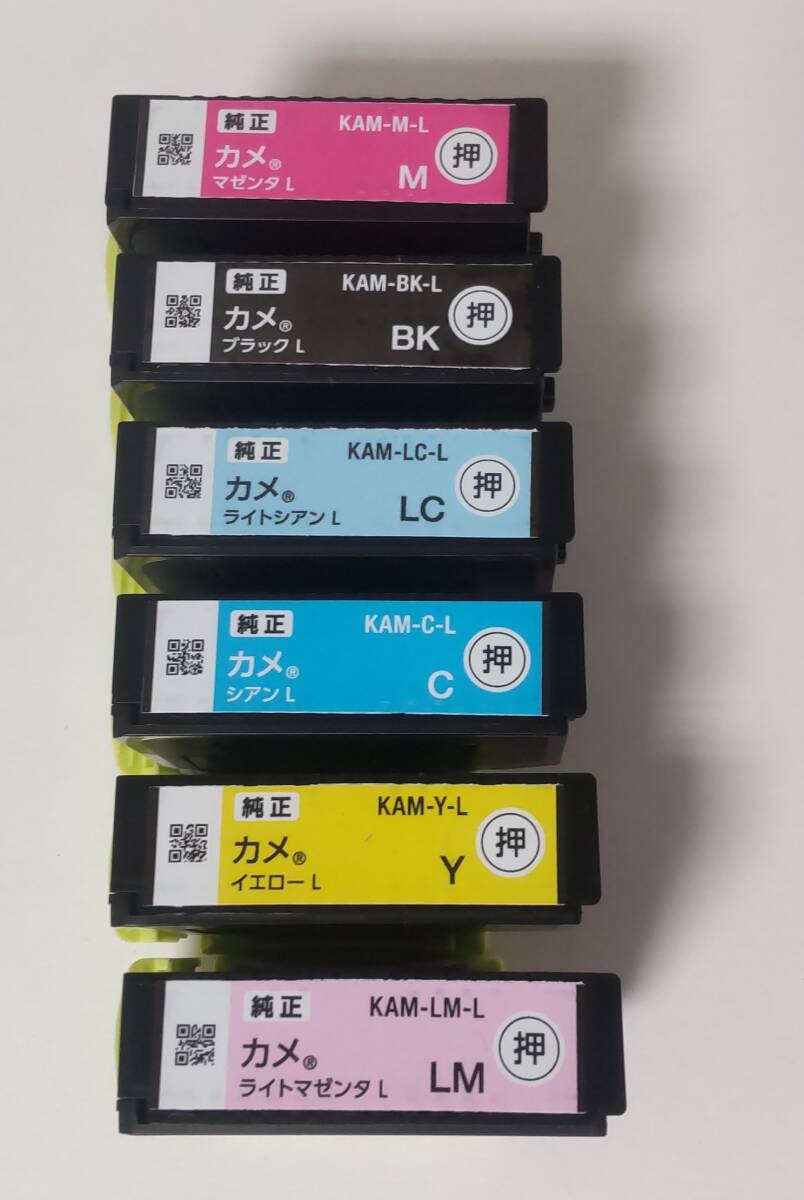 純正 KAM-M-L
カメ® M 押
マゼンタ L
純正 KAM-BK-L
カメ® BK 押
ブラック L
純正 KAM-LC-L
カメ® LC 押
ライトシアン L
純正 KAM-C-L
カメ® C 押
シアン L
純正 KAM-Y-L
カメ® Y 押
イエロー L
純正 KAM-LM-L
カメ® LM 押
ライトマゼンタ L